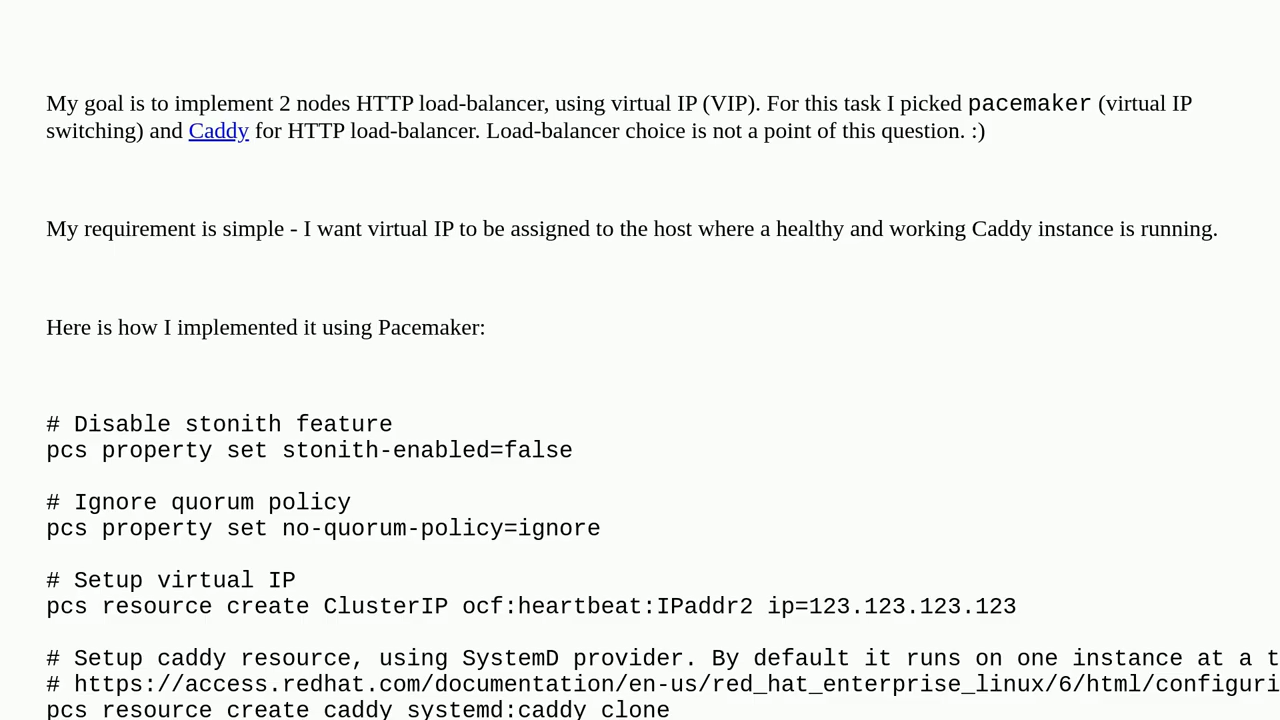 My goal is to implement 2 nodes HTTP load-balancer, using virtual IP (VIP). For this task I picked pacemaker (virtual IP
switching) and Caddy for HTTP load-balancer. Load-balancer choice is not a point of this question. :)
My requirement is simple - I want virtual IP to be assigned to the host where a healthy and working Caddy instance is running.
Here is how I implemented it using Pacemaker:
# Disable stonith feature
pcs property set stonith-enabled=false
# Ignore quorum policy
pcs property set no-quorum-policy=ignore
# Setup virtual IP
pcs resource create ClusterIP ocf:heartbeat:IPaddr2 ip=123.123.123.123
# Setup caddy resource, using SystemD provider. By default it runs on one instance at a t
# https://access.redhat.com/documentation/en-us/red_hat_enterprise_linux/6/html/configuri
pcs resource create caddy systemd:caddy clone